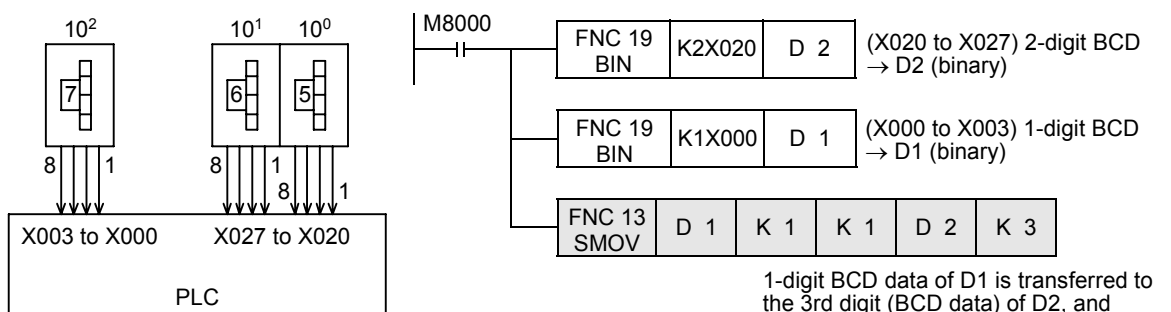 10²
10¹ 10⁰
7
6
5
8 1
8 1
8 1
X003 to X000
X027 to X020
PLC
M8000
FNC 19
BIN
K2X020
D 2
(X020 to X027) 2-digit BCD
→ D2 (binary)
FNC 19
BIN
K1X000
D 1
(X000 to X003) 1-digit BCD
→ D1 (binary)
FNC 13
SMOV
D 1
K 1
K 1
D 2
K 3
1-digit BCD data of D1 is transferred to
the 3rd digit (BCD data) of D2, and